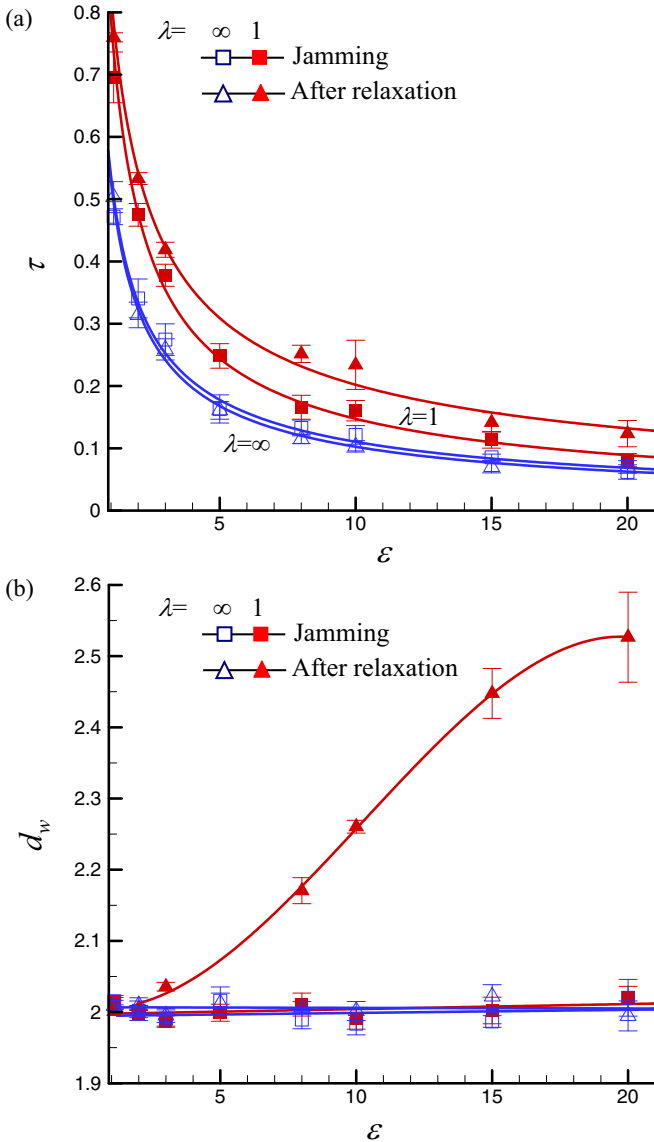 (a)
λ= ∞ 1
Jamming
After relaxation
0.8
0.7
0.6
0.5
0.4
0.3
0.2
0.1
0
τ
λ=1
λ=∞
5 10 15 20
ε
(b)
λ= ∞ 1
Jamming
After relaxation
2.6
2.5
2.4
2.3
2.2
2.1
2
1.9
d_w
5 10 15 20
ε